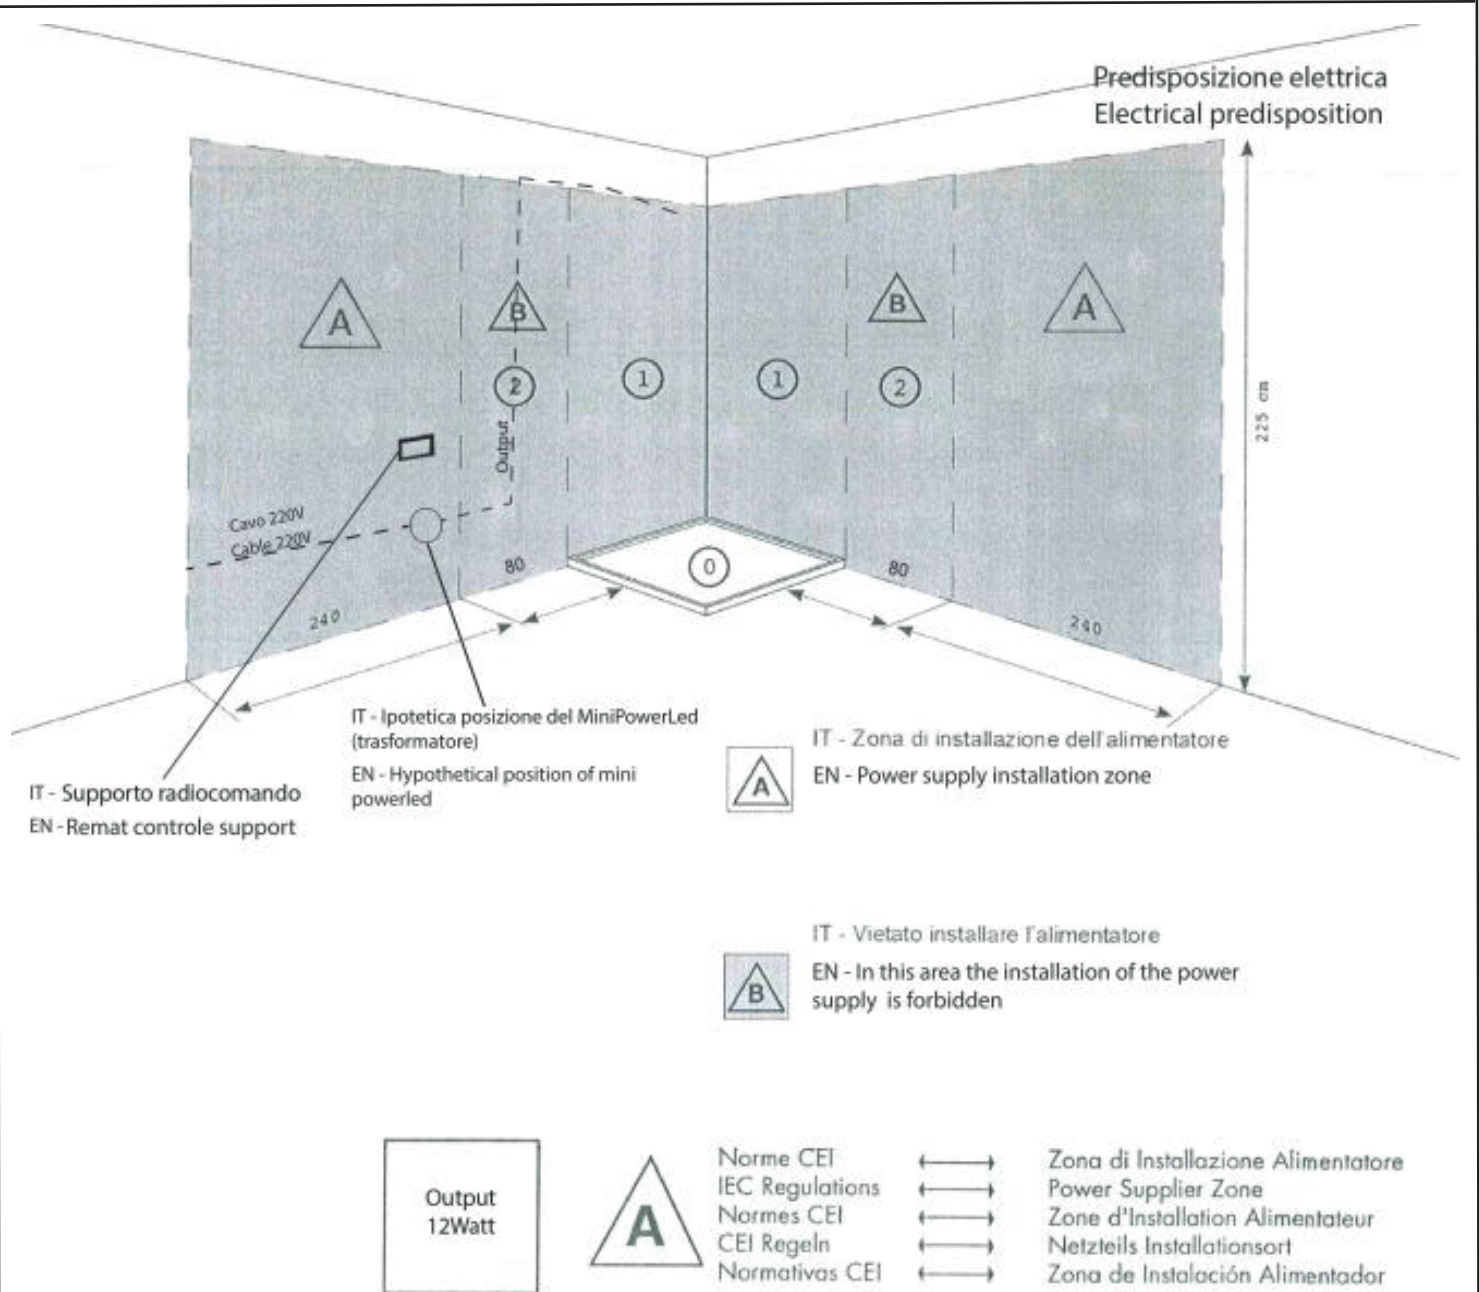 Predisposizione elettrica
Electrical predisposition
A
B
B
A
2
1
1
2
225 cm
Output
Cavo 220V
Cable 220V
80
0
80
240
240
IT - Ipotetica posizione del MiniPowerLed
(trasformatore)
EN - Hypothetical position of mini
powerled
IT - Supporto radiocomando
EN - Remat controle support
A
IT - Zona di installazione dell'alimentatore
EN - Power supply installation zone
B
IT - Vietato installare l'alimentatore
EN - In this area the installation of the power
supply is forbidden
Output
12Watt
A
Norme CEI Zona di Installazione Alimentatore
IEC Regulations Power Supplier Zone
Normes CEI Zone d'Installation Alimentateur
CEI Regeln Netzteils Installationsort
Normativas CEI Zona de Instalación Alimentador